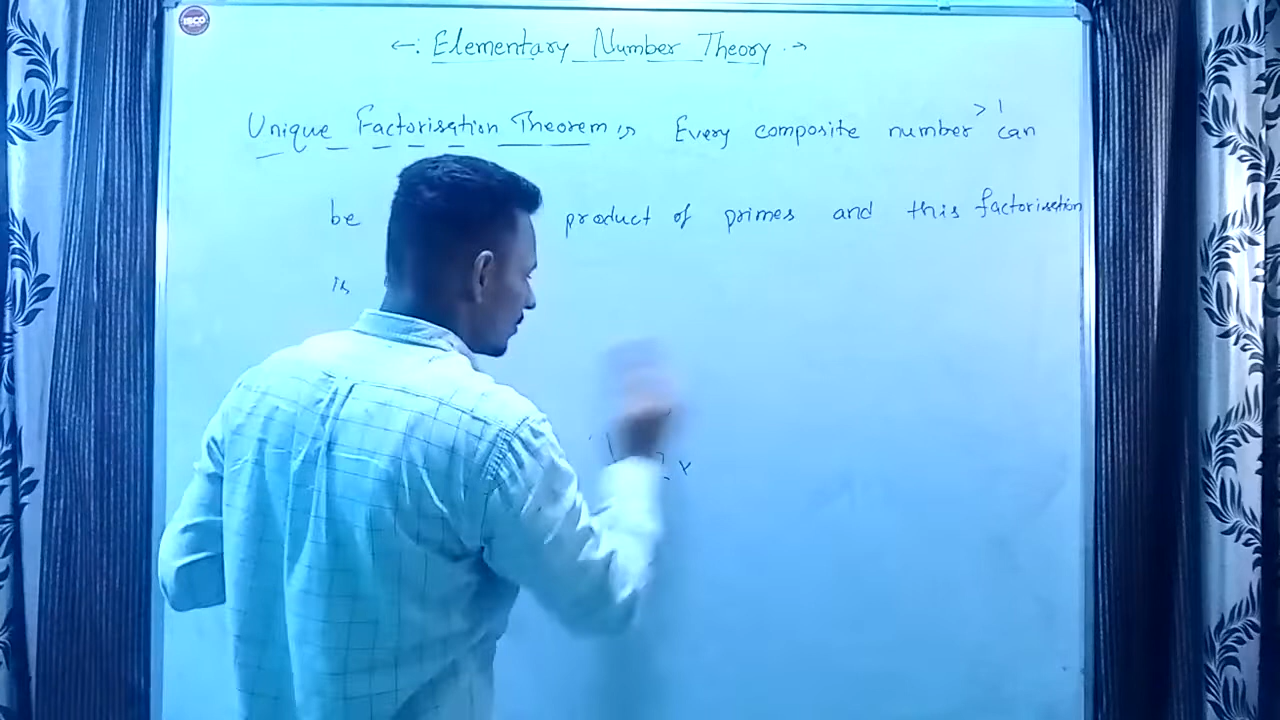 ISCO
←: Elementary Number Theory :→
> 1
Unique Factorisation Theorem :- Every composite number can
be product of primes and this factorisation
is